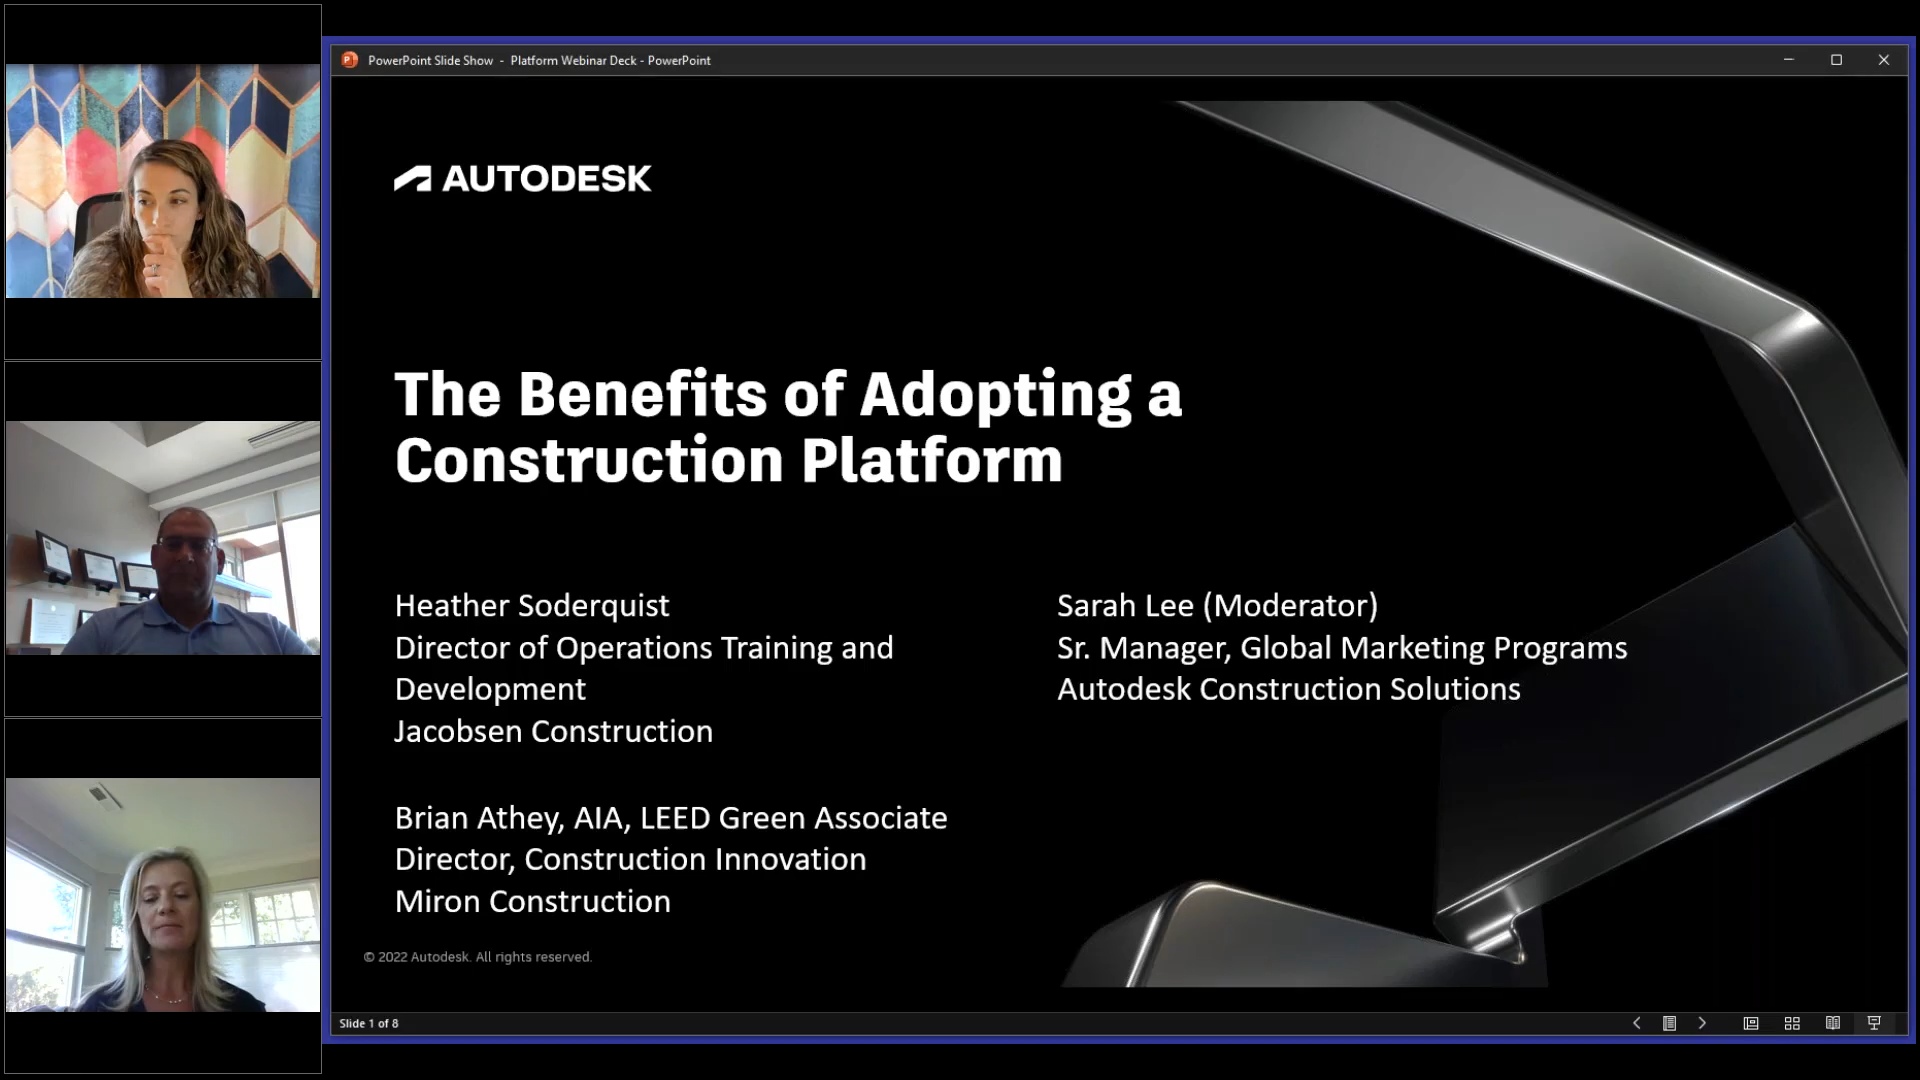 PowerPoint Slide Show - Platform Webinar Deck - PowerPoint
AUTODESK
The Benefits of Adopting a
Construction Platform
Heather Soderquist
Director of Operations Training and
Development
Jacobsen Construction
Brian Athey, AIA, LEED Green Associate
Director, Construction Innovation
Miron Construction
Sarah Lee (Moderator)
Sr. Manager, Global Marketing Programs
Autodesk Construction Solutions
© 2022 Autodesk. All rights reserved.
Slide 1 of 8